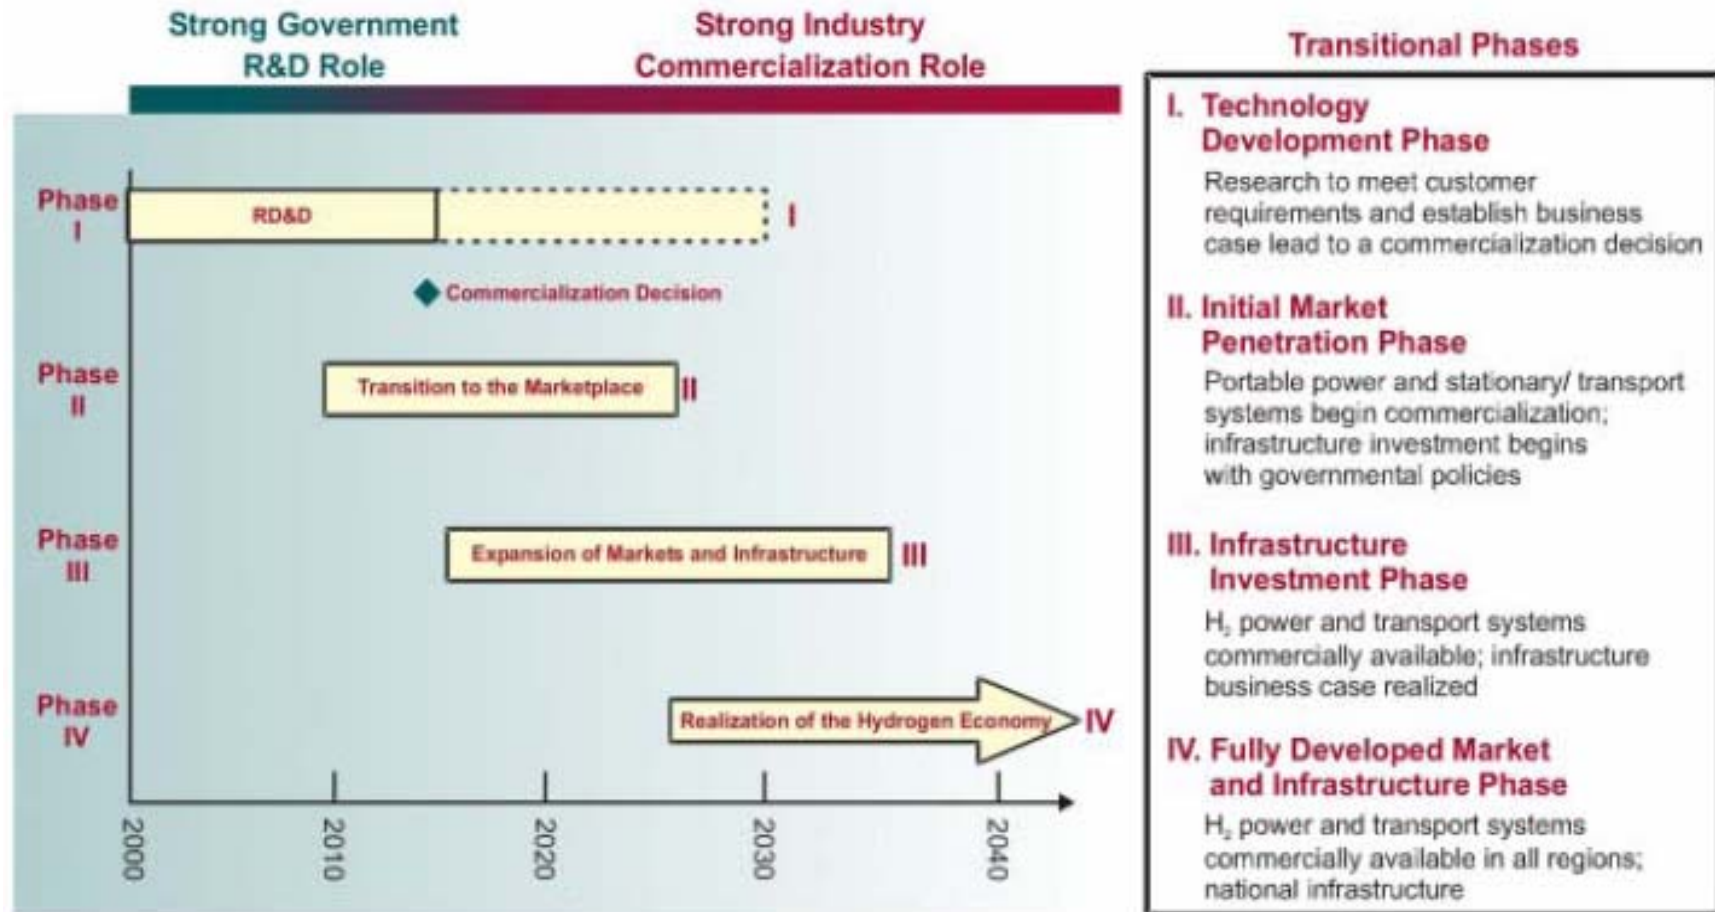 Strong Government
R&D Role
Strong Industry
Commercialization Role
Phase
I
RD&D
I
Commercialization Decision
Phase
II
Transition to the Marketplace
II
Phase
III
Expansion of Markets and Infrastructure
III
Phase
IV
Realization of the Hydrogen Economy
IV
2000
2010
2020
2030
2040
Transitional Phases
I. Technology
Development Phase
Research to meet customer
requirements and establish business
case lead to a commercialization decision
II. Initial Market
Penetration Phase
Portable power and stationary/ transport
systems begin commercialization;
infrastructure investment begins
with governmental policies
III. Infrastructure
Investment Phase
H₂ power and transport systems
commercially available; infrastructure
business case realized
IV. Fully Developed Market
and Infrastructure Phase
H₂ power and transport systems
commercially available in all regions;
national infrastructure